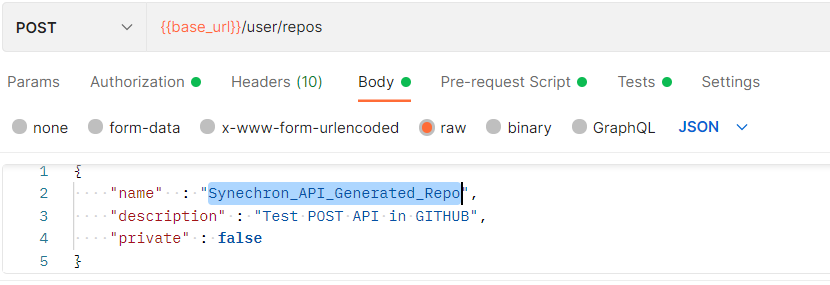 POST {{base_url}}/user/repos
Params Authorization Headers (10) Body Pre-request Script Tests Settings
none form-data x-www-form-urlencoded raw binary GraphQL JSON
1 {
2 "name" : "Synechron_API_Generated_Repo",
3 "description" : "Test POST API in GITHUB",
4 "private" : false
5 }